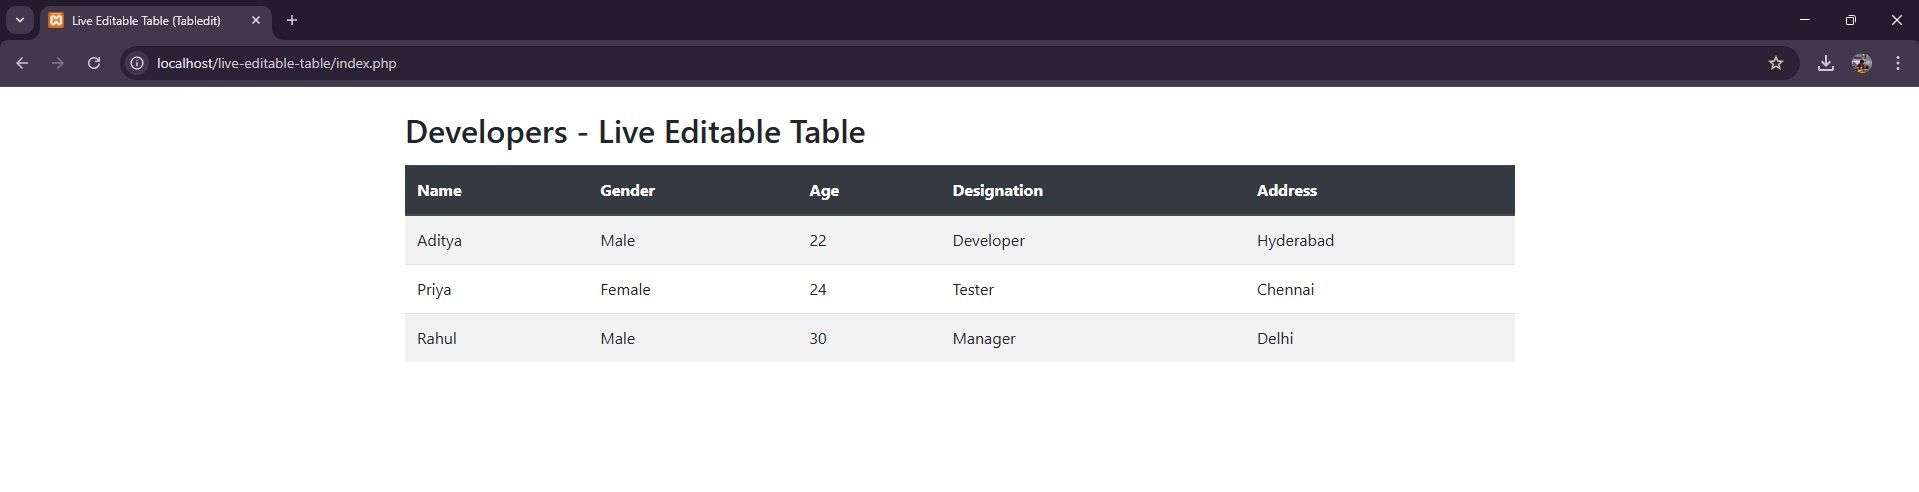 Live Editable Table (Tabledit)
localhost/live-editable-table/index.php
Developers - Live Editable Table
Name Gender Age Designation Address
Aditya Male 22 Developer Hyderabad
Priya Female 24 Tester Chennai
Rahul Male 30 Manager Delhi